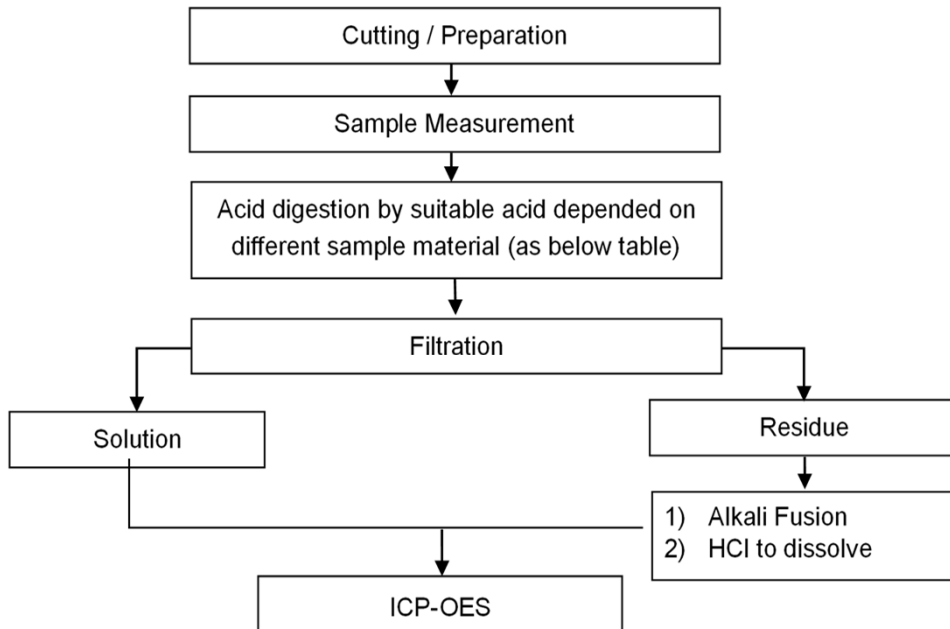 Cutting / Preparation
Sample Measurement
Acid digestion by suitable acid depended on
different sample material (as below table)
Filtration
Solution
Residue
1) Alkali Fusion
2) HCl to dissolve
ICP-OES